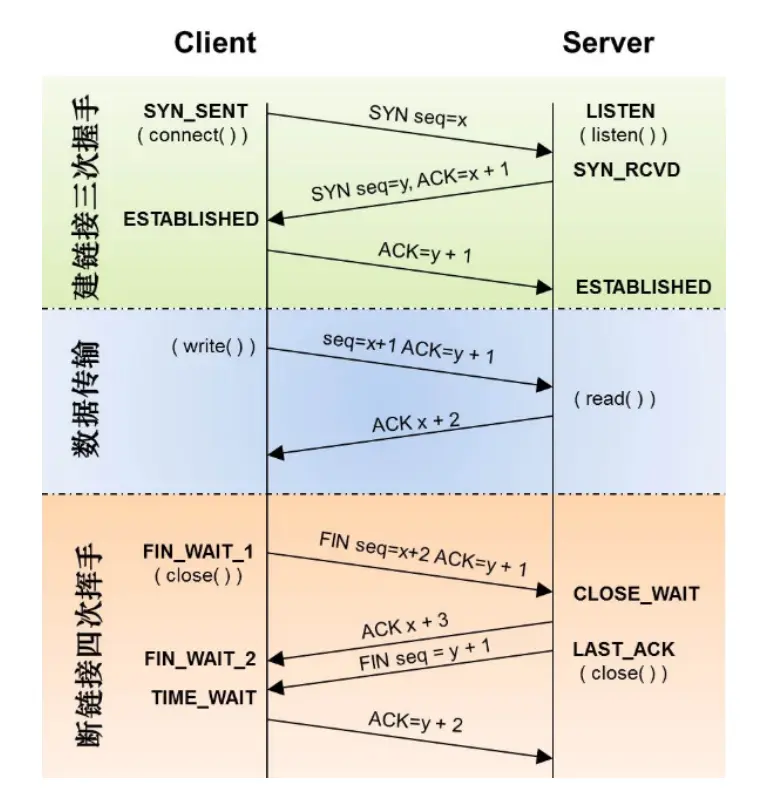 Client
Server
建链接三次握手
SYN_SENT
( connect( ) )
SYN seq=x
LISTEN
( listen( ) )
SYN_RCVD
SYN seq=y, ACK=x + 1
ESTABLISHED
ACK=y + 1
ESTABLISHED
数据传输
( write( ) )
seq=x+1 ACK=y + 1
( read( ) )
ACK x + 2
断链接四次挥手
FIN_WAIT_1
( close( ) )
FIN seq=x+2 ACK=y + 1
CLOSE_WAIT
ACK x + 3
FIN_WAIT_2
FIN seq = y + 1
LAST_ACK
( close( ) )
TIME_WAIT
ACK=y + 2